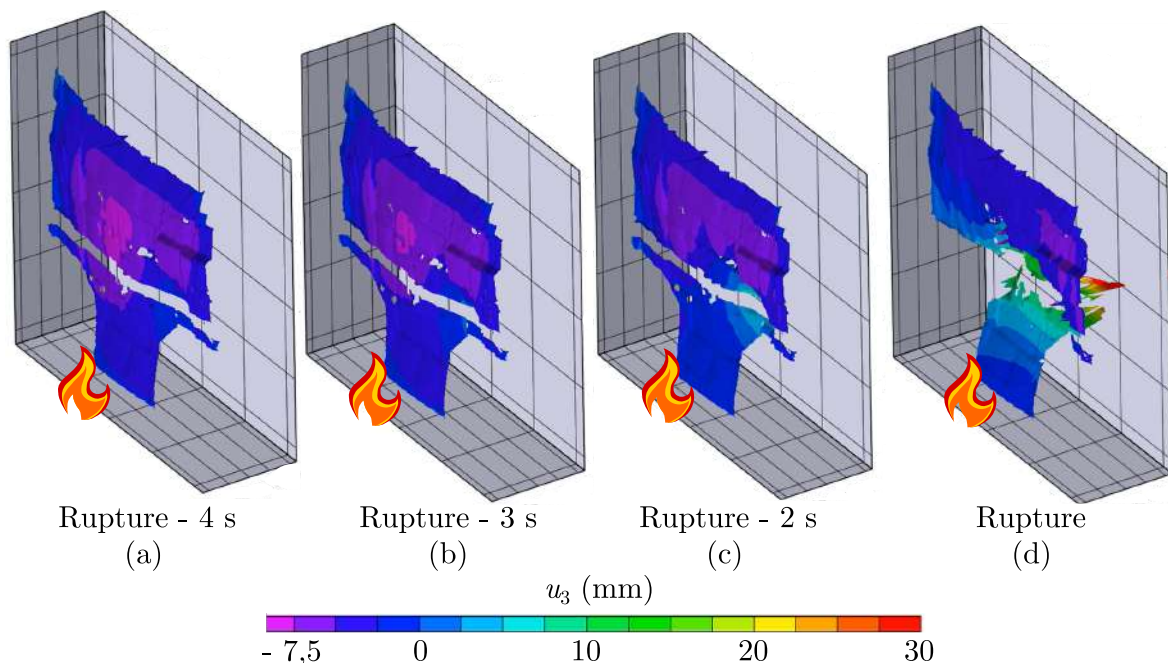 Rupture - 4 s
Rupture - 3 s
Rupture - 2 s
Rupture
(a)
(b)
(c)
(d)
u₃ (mm)
- 7,5
0
10
20
30